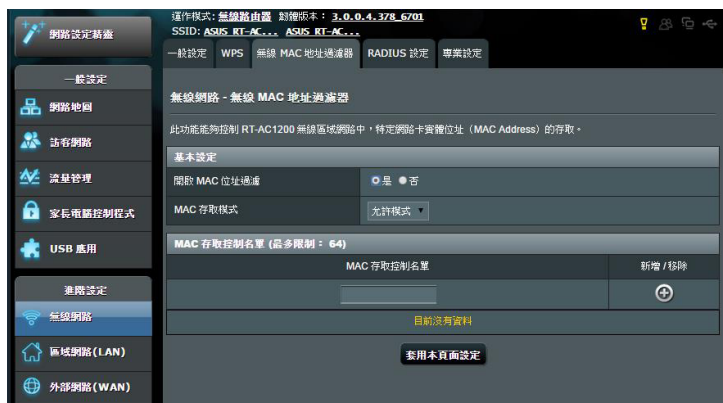 運作模式: 無線路由器 韌體版本: 3.0.0.4.378_6701
SSID: ASUS RT-AC... ASUS RT-AC...
網路設定精靈
一般設定 WPS 無線 MAC 地址過濾器 RADIUS 設定 專業設定
一般設定
網路地圖
訪客網路
流量管理
家長電腦控制程式
USB 應用
進階設定
無線網路
區域網路(LAN)
外部網路(WAN)
無線網路 - 無線 MAC 地址過濾器
此功能能夠控制 RT-AC1200 無線區域網路中，特定網路卡實體位址（MAC Address）的存取。
基本設定
開啟 MAC 位址過濾 是 否
MAC 存取模式 允許模式
MAC 存取控制名單 (最多限制： 64)
MAC 存取控制名單 新增 / 移除
目前沒有資料
套用本頁面設定